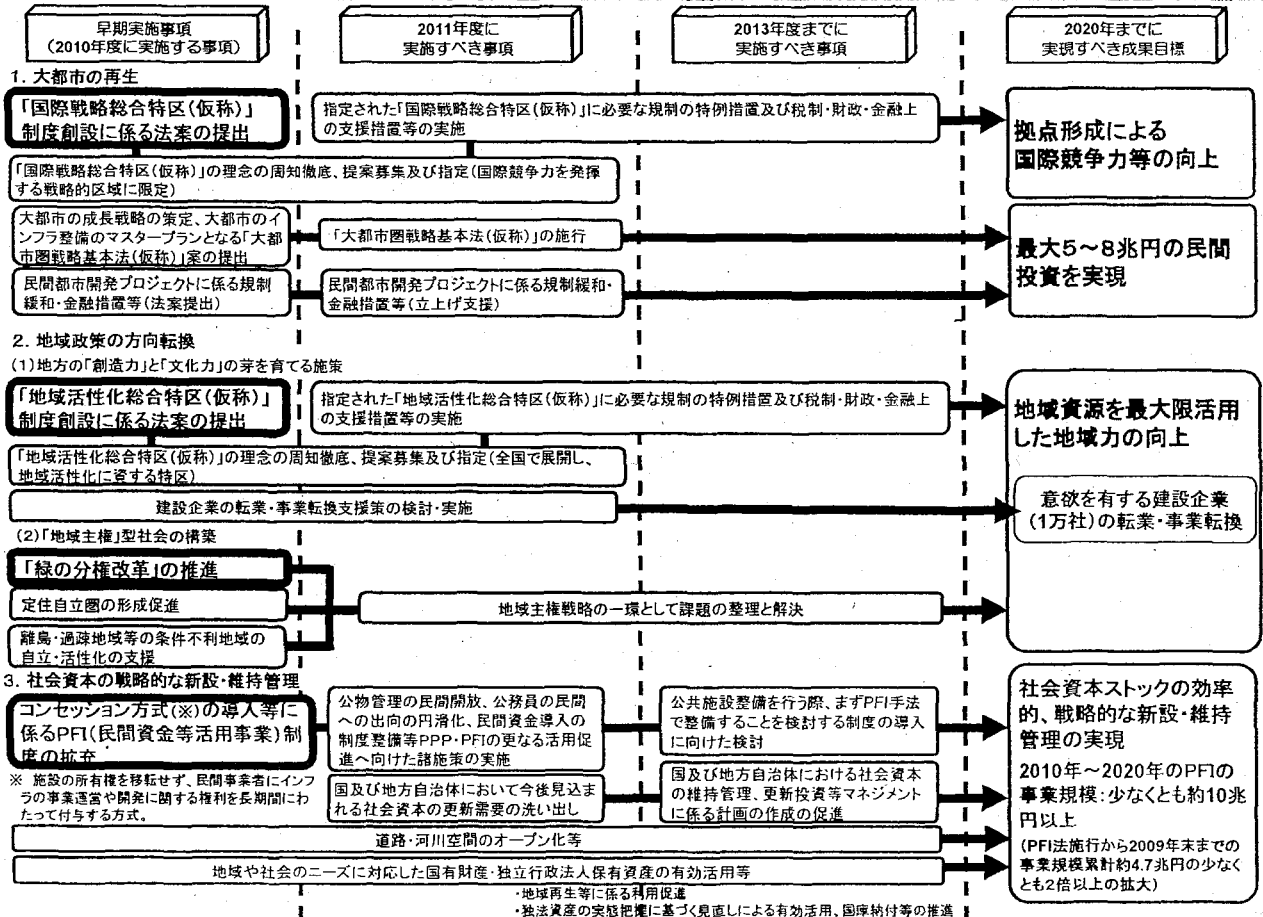 早期実施事項
(2010年度に実施する事項)
2011年度に
実施すべき事項
2013年度までに
実施すべき事項
2020年までに
実現すべき成果目標
1. 大都市の再生
「国際戦略総合特区(仮称)」
制度創設に係る法案の提出
指定された「国際戦略総合特区(仮称)」に必要な規制の特例措置及び税制・財政・金融上
の支援措置等の実施
拠点形成による
国際競争力等の向上
「国際戦略総合特区(仮称)」の理念の周知徹底、提案募集及び指定(国際競争力を発揮
する戦略的区域に限定)
大都市の成長戦略の策定、大都市のイ
ンフラ整備のマスタープランとなる「大都
市圏戦略基本法(仮称)」案の提出
「大都市圏戦略基本法(仮称)」の施行
最大5～8兆円の民間
投資を実現
民間都市開発プロジェクトに係る規制
緩和・金融措置等(法案提出)
民間都市開発プロジェクトに係る規制緩和・
金融措置等(立上げ支援)
2. 地域政策の方向転換
(1)地方の「創造力」と「文化力」の芽を育てる施策
「地域活性化総合特区(仮称)」
制度創設に係る法案の提出
指定された「地域活性化総合特区(仮称)」に必要な規制の特例措置及び税制・財政・金融上
の支援措置等の実施
地域資源を最大限活用
した地域力の向上
「地域活性化総合特区(仮称)」の理念の周知徹底、提案募集及び指定(全国で展開し、
地域活性化に資する特区)
建設企業の転業・事業転換支援策の検討・実施
意欲を有する建設企業
(1万社)の転業・事業転換
(2)「地域主権」型社会の構築
「緑の分権改革」の推進
定住自立圏の形成促進
地域主権戦略の一環として課題の整理と解決
離島・過疎地域等の条件不利地域の
自立・活性化の支援
3. 社会資本の戦略的な新設・維持管理
コンセッション方式(※)の導入等に
係るPFI(民間資金等活用事業)制
度の拡充
公物管理の民間開放、公務員の民間
への出向の円滑化、民間資金導入の
制度整備等PPP・PFIの更なる活用促
進へ向けた諸施策の実施
公共施設整備を行う際、まずPFI手法
で整備することを検討する制度の導入
に向けた検討
社会資本ストックの効率
的、戦略的な新設・維持
管理の実現
2010年～2020年のPFIの
事業規模：少なくとも約10兆
円以上
(PFI法施行から2009年末までの
事業規模累計約4.7兆円の少なく
とも2倍以上の拡大)
※ 施設の所有権を移転せず、民間事業者にインフ
ラの事業運営や開発に関する権利を長期間にわ
たって付与する方式。
国及び地方自治体において今後見込ま
れる社会資本の更新需要の洗い出し
国及び地方自治体における社会資本
の維持管理、更新投資等マネジメント
に係る計画の作成の促進
道路・河川空間のオープン化等
地域や社会のニーズに対応した国有財産・独立行政法人保有資産の有効活用等
・地域再生等に係る利用促進
・独法資産の実態把握に基づく見直しによる有効活用、国庫納付等の推進